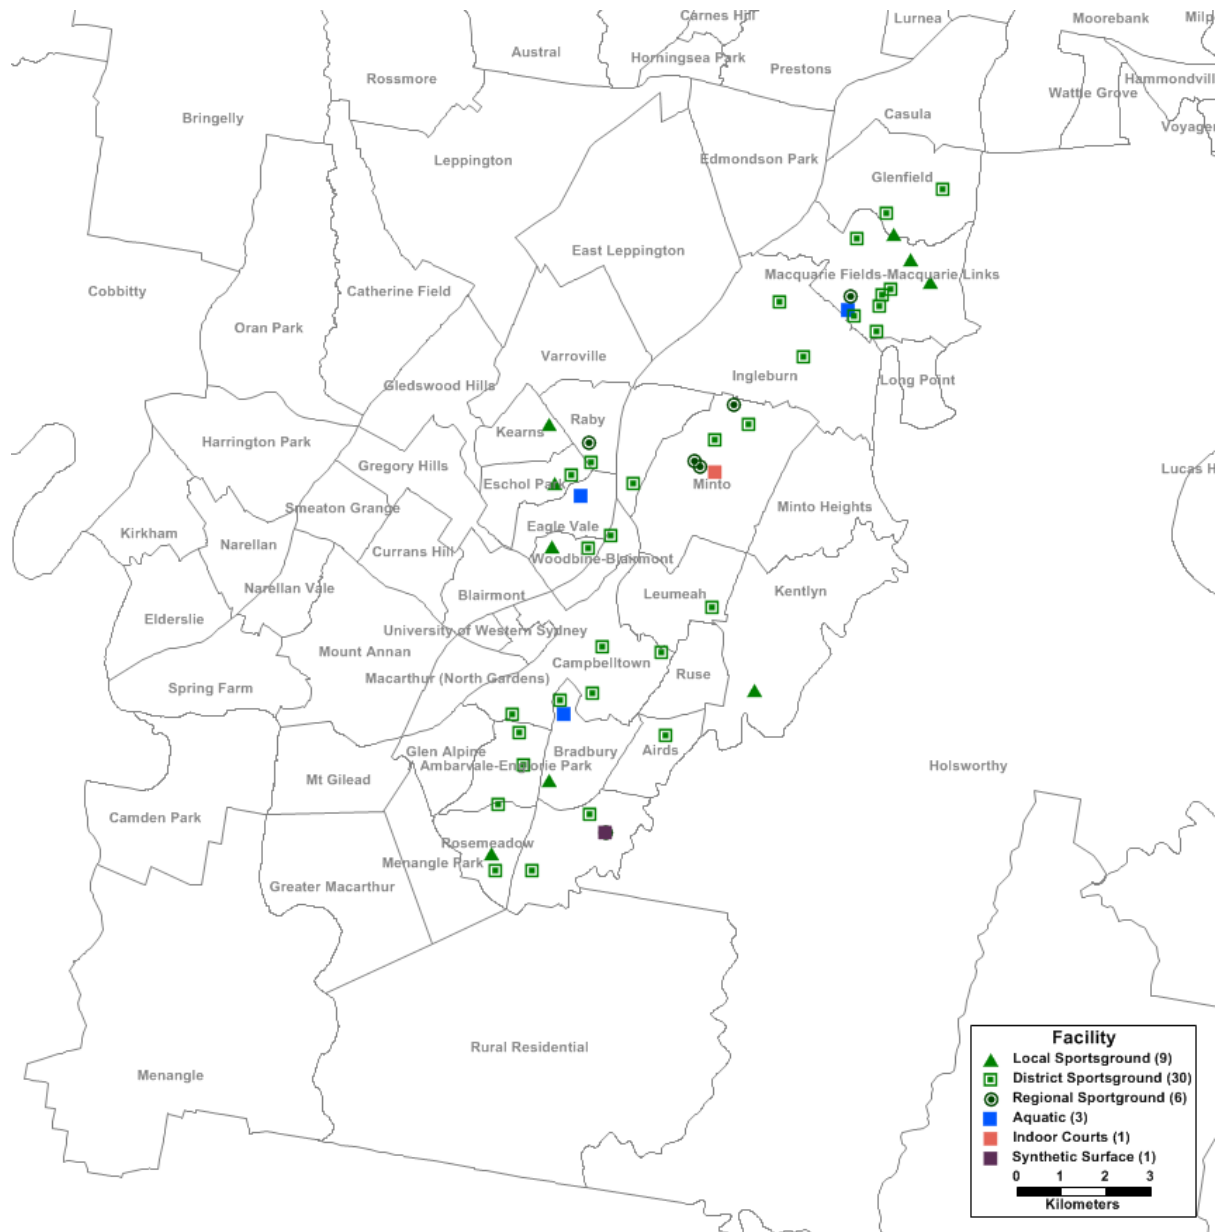 Carnes Hill
Lurnea
Moorebank
Milp
Austral
Horningsea Park
Prestons
Rossmore
Hammondvill
Wattle Grove
Bringelly
Casula
Voyager
Leppington
Edmondson Park
Glenfield
East Leppington
Macquarie Fields-Macquarie Links
Cobbitty
Catherine Field
Oran Park
Varroville
Ingleburn
Long Point
Gledswood Hills
Raby
Kearns
Harrington Park
Gregory Hills
Lucas H
Eschol Park
Minto
Smeaton Grange
Minto Heights
Eagle Vale
Kirkham
Narellan
Currans Hill
Woodbine-Blairmont
Narellan Vale
Blairmont
Leumeah
Kentlyn
Elderslie
University of Western Sydney
Mount Annan
Campbelltown
Macarthur (North Gardens)
Ruse
Spring Farm
Glen Alpine
Bradbury
Airds
Ambarvale-Englorie Park
Holsworthy
Mt Gilead
Camden Park
Rosemeadow
Menangle Park
Greater Macarthur
Rural Residential
Menangle
Facility
Local Sportsground (9)
District Sportsground (30)
Regional Sportground (6)
Aquatic (3)
Indoor Courts (1)
Synthetic Surface (1)
0 1 2 3
Kilometers